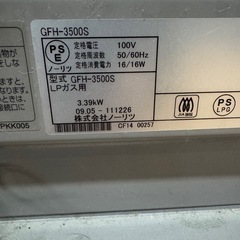 GFH-3500S
PS
E
ノーリツ
定格電圧 100V
定格周波数 50/60Hz
定格消費電力 16/16W
型式 GFH-3500S
LPガス用
3.39kW
09.05-111226
株式会社ノーリツ
CF14 00257
PS
LPG
PKK005